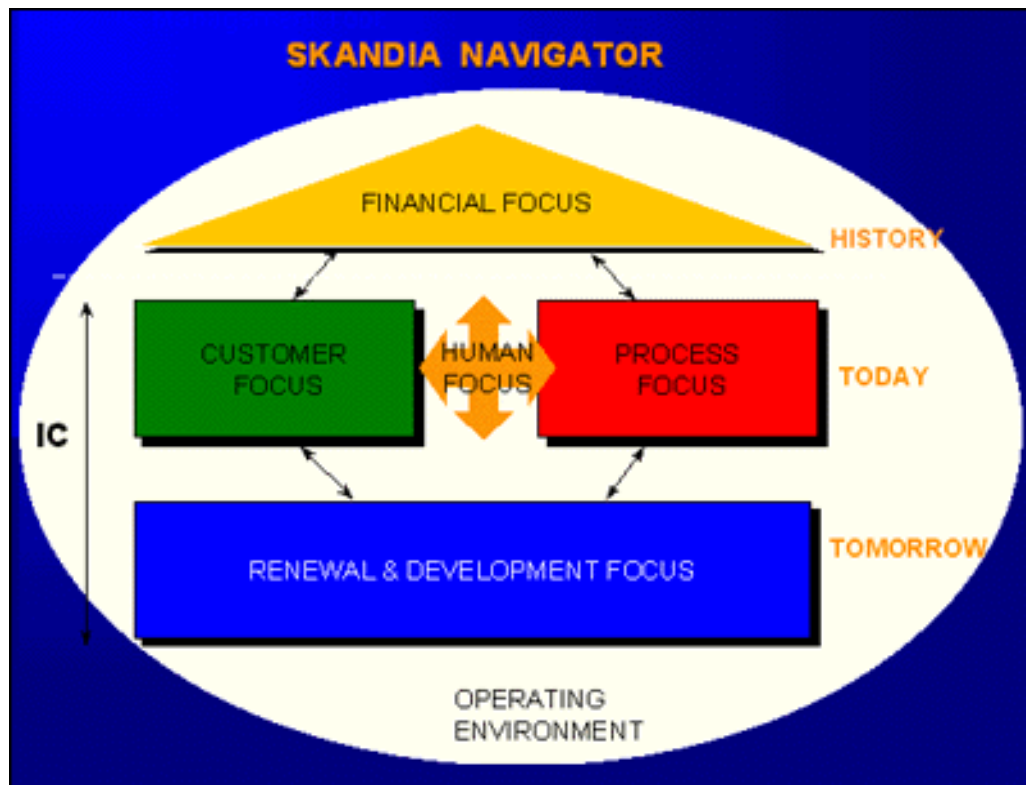 SKANDIA NAVIGATOR
FINANCIAL FOCUS
HISTORY
CUSTOMER
FOCUS
HUMAN
FOCUS
PROCESS
FOCUS
TODAY
IC
RENEWAL & DEVELOPMENT FOCUS
TOMORROW
OPERATING
ENVIRONMENT